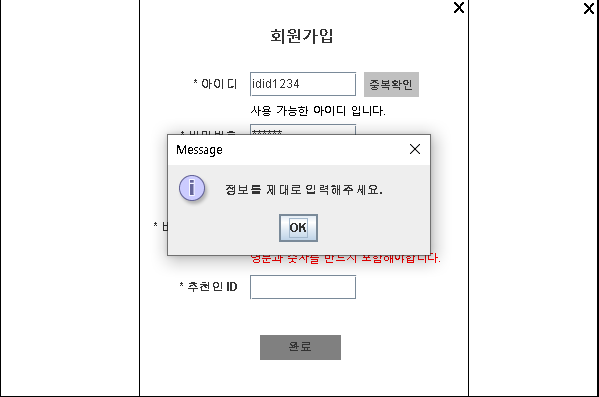 회원가입
* 아이디 idid1234 중복확인
사용 가능한 아이디 입니다.
******
Message
정보를 제대로 입력해주세요.
OK
영문과 숫자를 반드시 포함해야합니다.
* 추천인 ID
완료